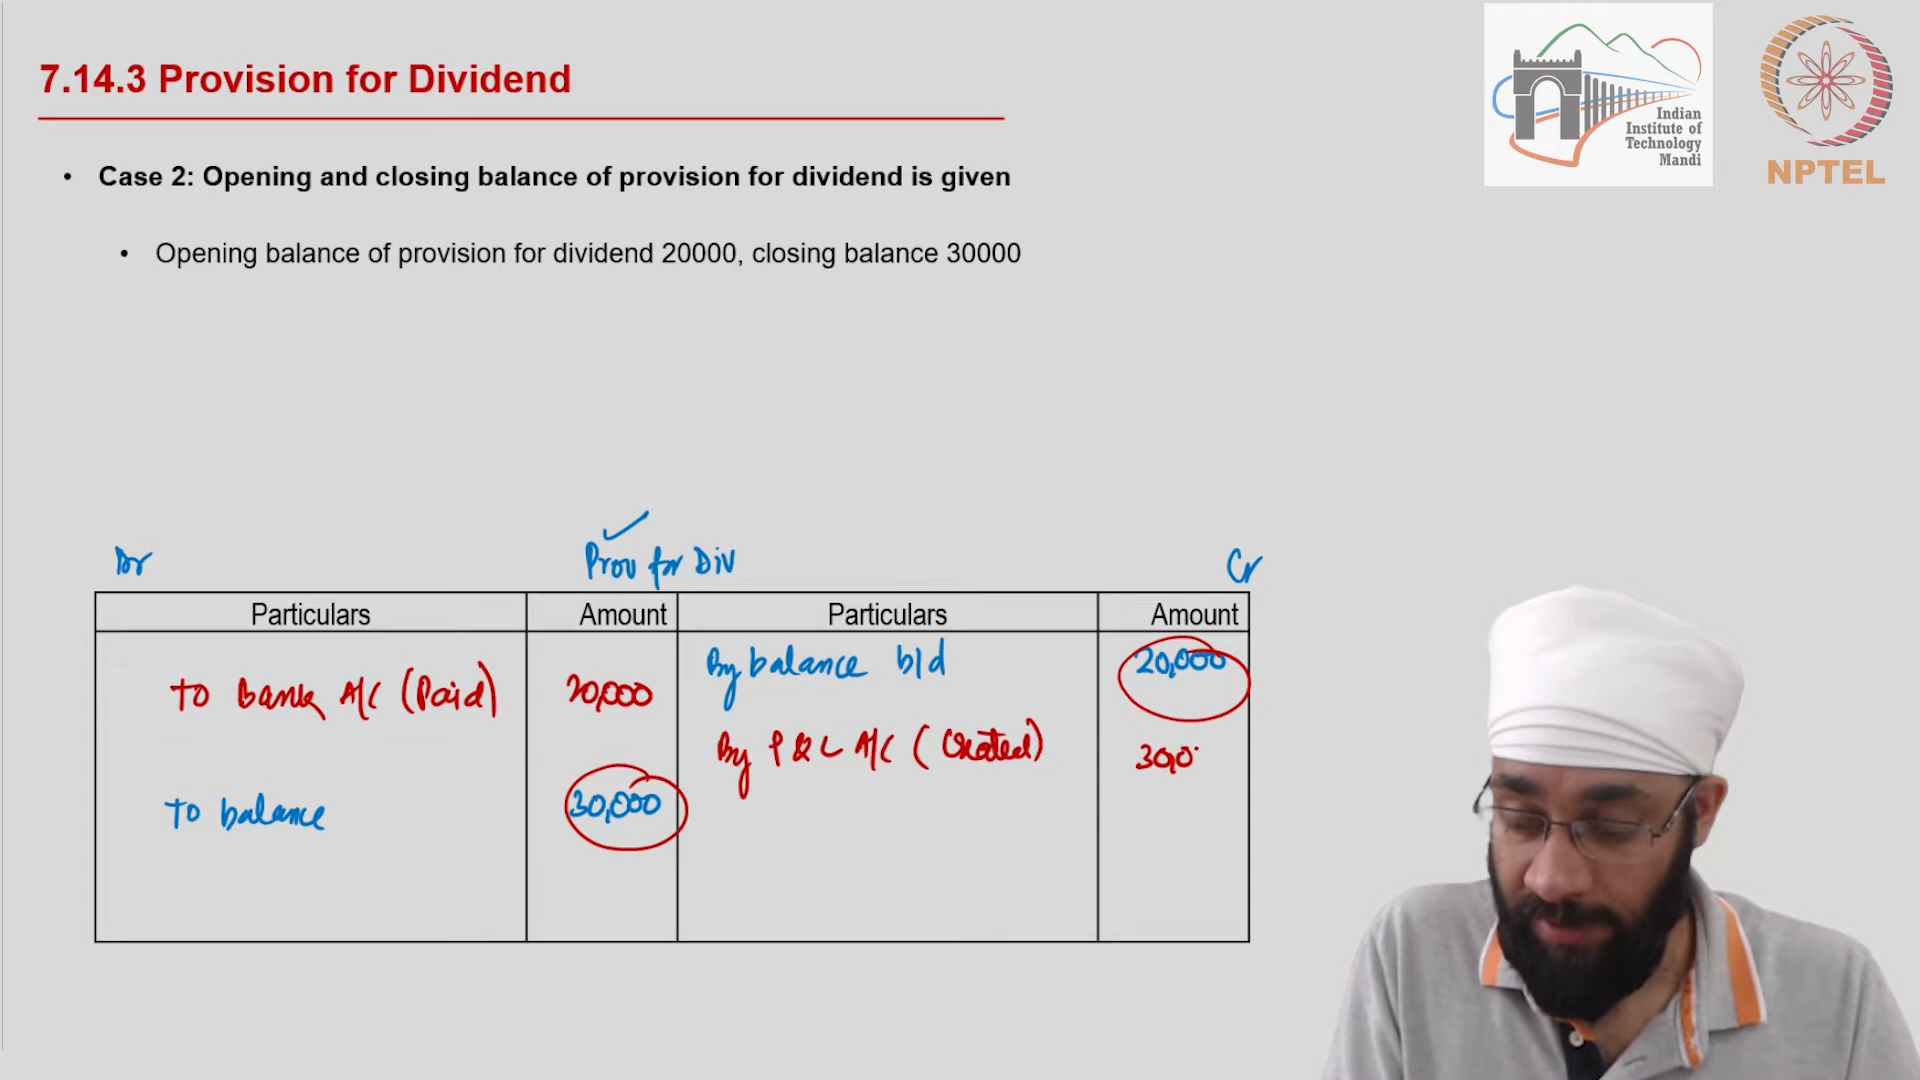 7.14.3 Provision for Dividend
Indian
Institute of
Technology
Mandi
NPTEL
• Case 2: Opening and closing balance of provision for dividend is given
• Opening balance of provision for dividend 20000, closing balance 30000
Dr Prov for Div Cr
Particulars Amount Particulars Amount
By balance b/d 20,000
To Bank A/C (Paid) 20,000
By P & L A/C (Created) 30,0
To balance 30,000